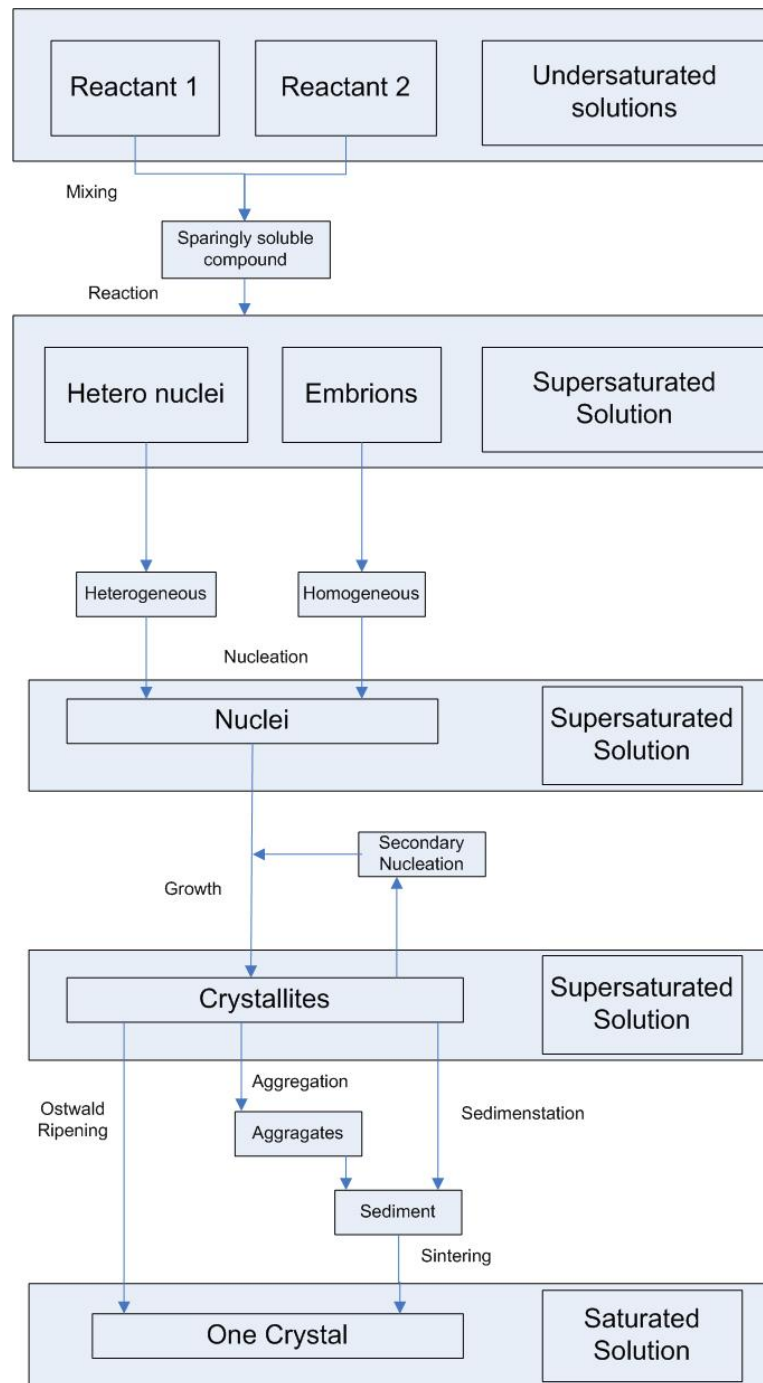 Reactant 1
Reactant 2
Undersaturated
solutions
Mixing
Sparingly soluble
compound
Reaction
Hetero nuclei
Embrions
Supersaturated
Solution
Heterogeneous
Homogeneous
Nucleation
Nuclei
Supersaturated
Solution
Secondary
Nucleation
Growth
Crystallites
Supersaturated
Solution
Aggregation
Ostwald
Ripening
Sedimenstation
Aggragates
Sediment
Sintering
One Crystal
Saturated
Solution